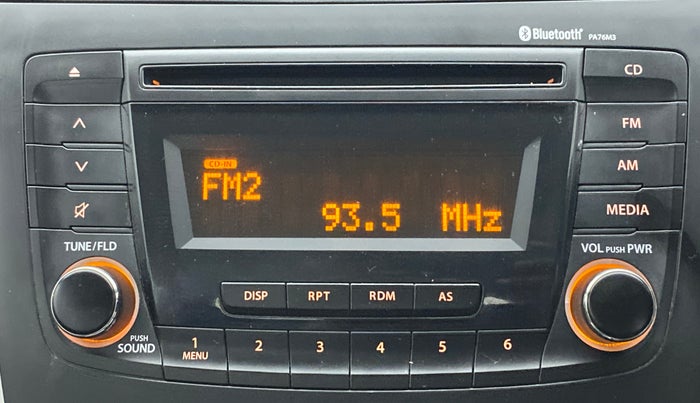 Bluetooth® PA76M3
CD
FM
AM
MEDIA
CD-IN
FM2
93.5 MHz
TUNE/FLD
VOL PUSH PWR
DISP RPT RDM AS
PUSH
SOUND
1 2 3 4 5 6
MENU